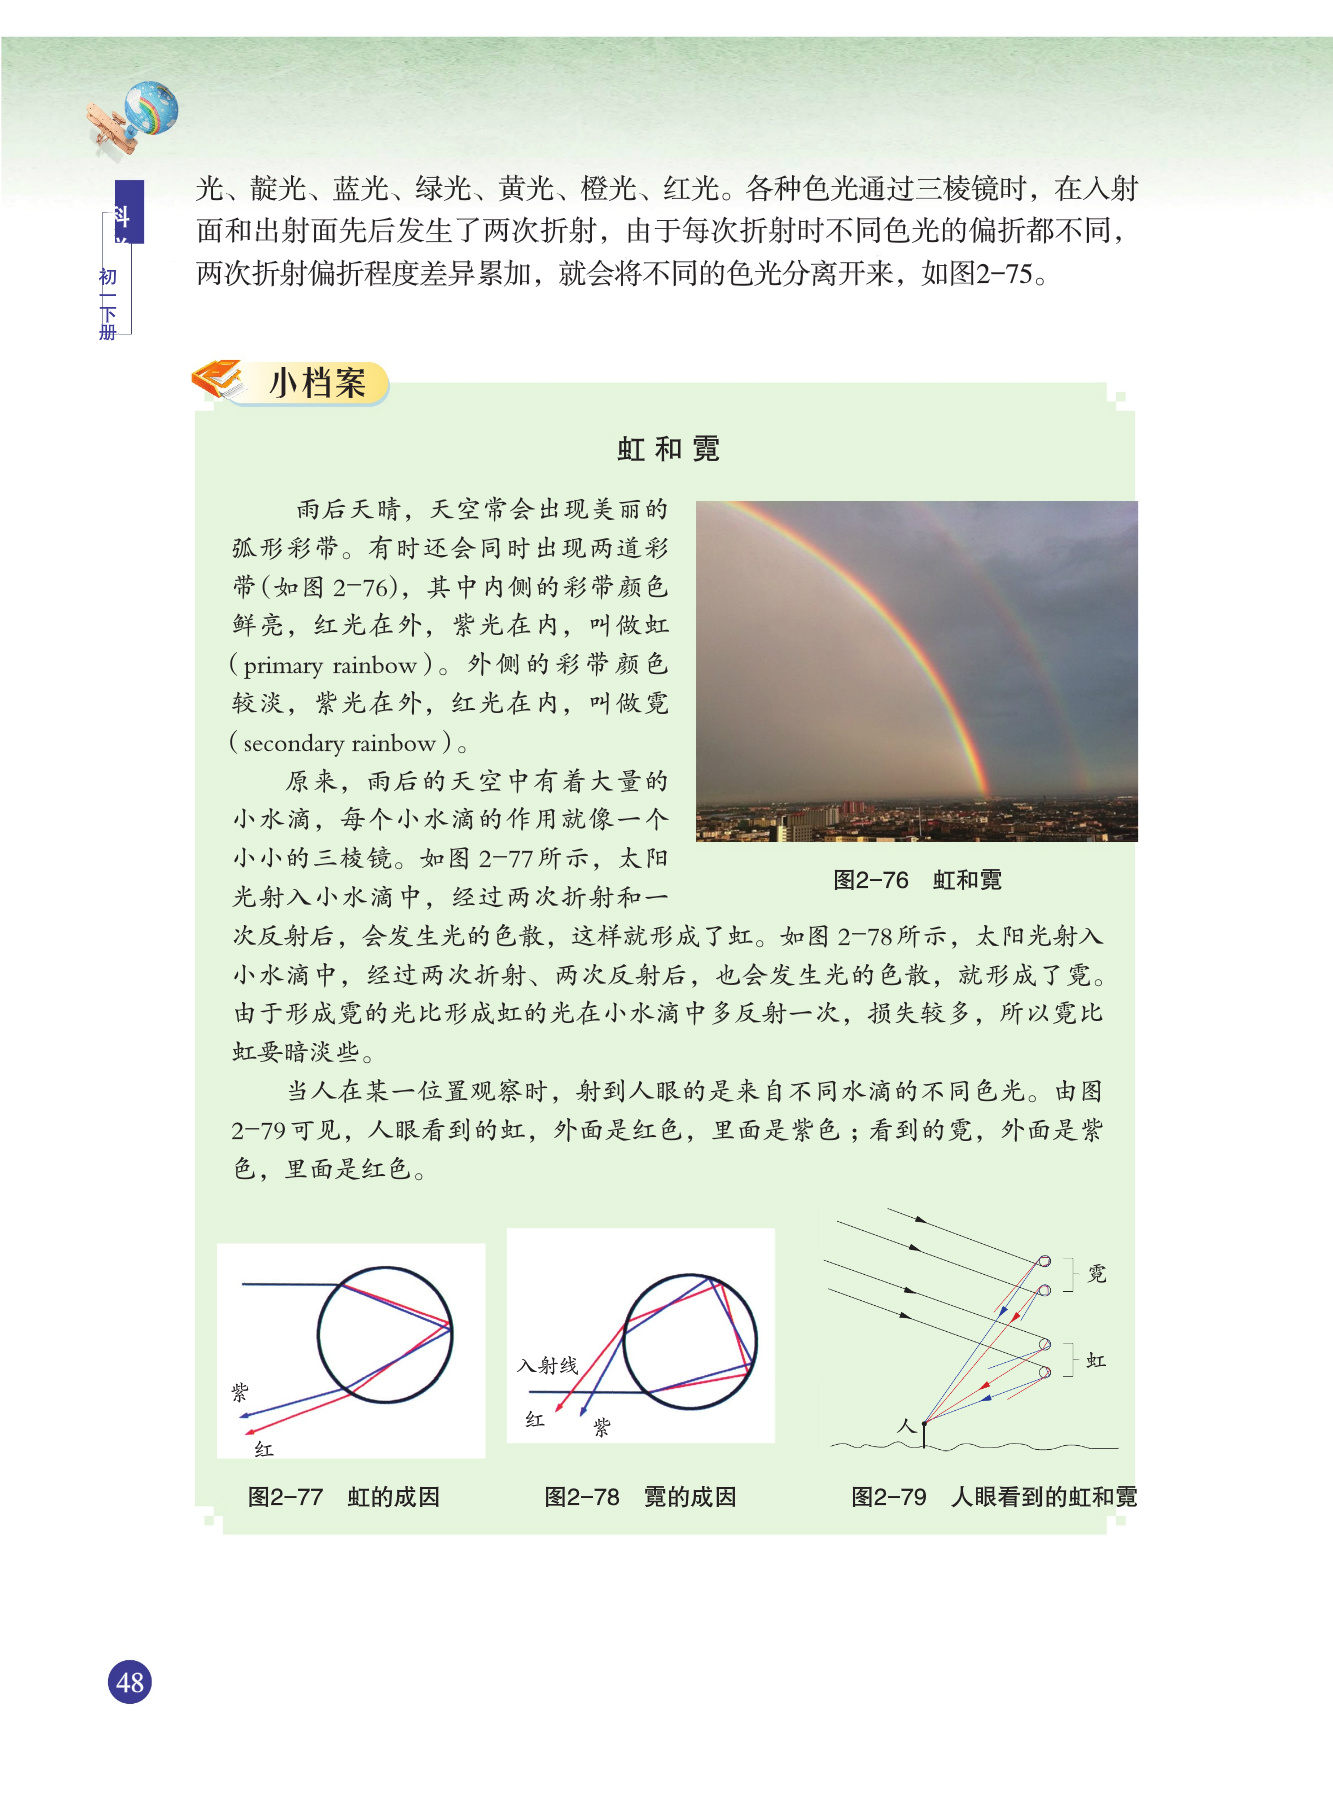 科
初一下册
光、靛光、蓝光、绿光、黄光、橙光、红光。各种色光通过三棱镜时，在入射
面和出射面先后发生了两次折射，由于每次折射时不同色光的偏折都不同，
两次折射偏折程度差异累加，就会将不同的色光分离开来，如图2-75。
小档案
虹和霓
雨后天晴，天空常会出现美丽的
弧形彩带。有时还会同时出现两道彩
带(如图 2-76)，其中内侧的彩带颜色
鲜亮，红光在外，紫光在内，叫做虹
(primary rainbow)。外侧的彩带颜色
较淡，紫光在外，红光在内，叫做霓
(secondary rainbow)。
原来，雨后的天空中有着大量的
小水滴，每个小水滴的作用就像一个
小小的三棱镜。如图 2-77所示，太阳
光射入小水滴中，经过两次折射和一
次反射后，会发生光的色散，这样就形成了虹。如图 2-78所示，太阳光射入
小水滴中，经过两次折射、两次反射后，也会发生光的色散，就形成了霓。
由于形成霓的光比形成虹的光在小水滴中多反射一次，损失较多，所以霓比
虹要暗淡些。
当人在某一位置观察时，射到人眼的是来自不同水滴的不同色光。由图
2-79可见，人眼看到的虹，外面是红色，里面是紫色；看到的霓，外面是紫
色，里面是红色。
图2-76 虹和霓
紫
红
图2-77 虹的成因
入射线
红
紫
图2-78 霓的成因
霓
虹
人
图2-79 人眼看到的虹和霓
48